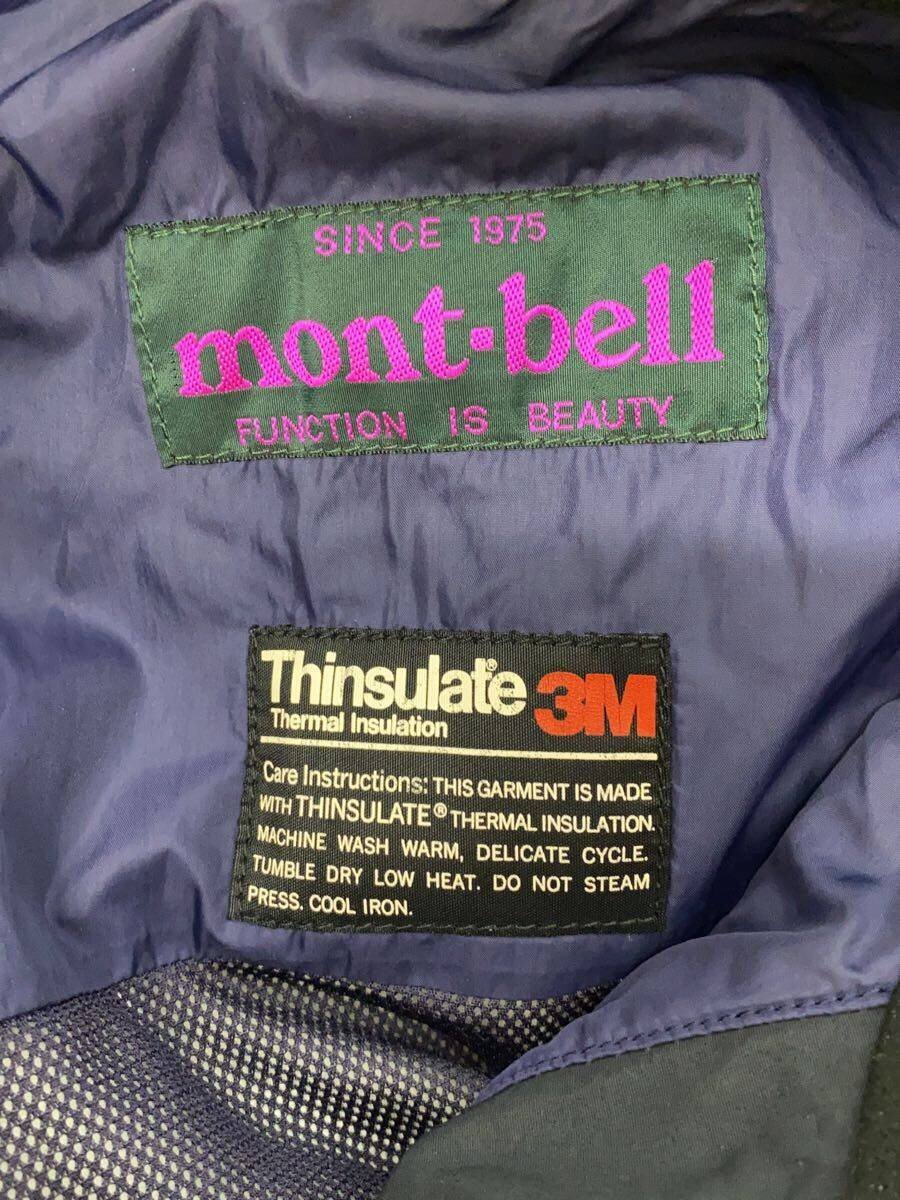 SINCE 1975
mont-bell
FUNCTION IS BEAUTY
Thinsulate® 3M
Thermal Insulation
Care Instructions: THIS GARMENT IS MADE
WITH THINSULATE® THERMAL INSULATION.
MACHINE WASH WARM, DELICATE CYCLE.
TUMBLE DRY LOW HEAT. DO NOT STEAM
PRESS. COOL IRON.